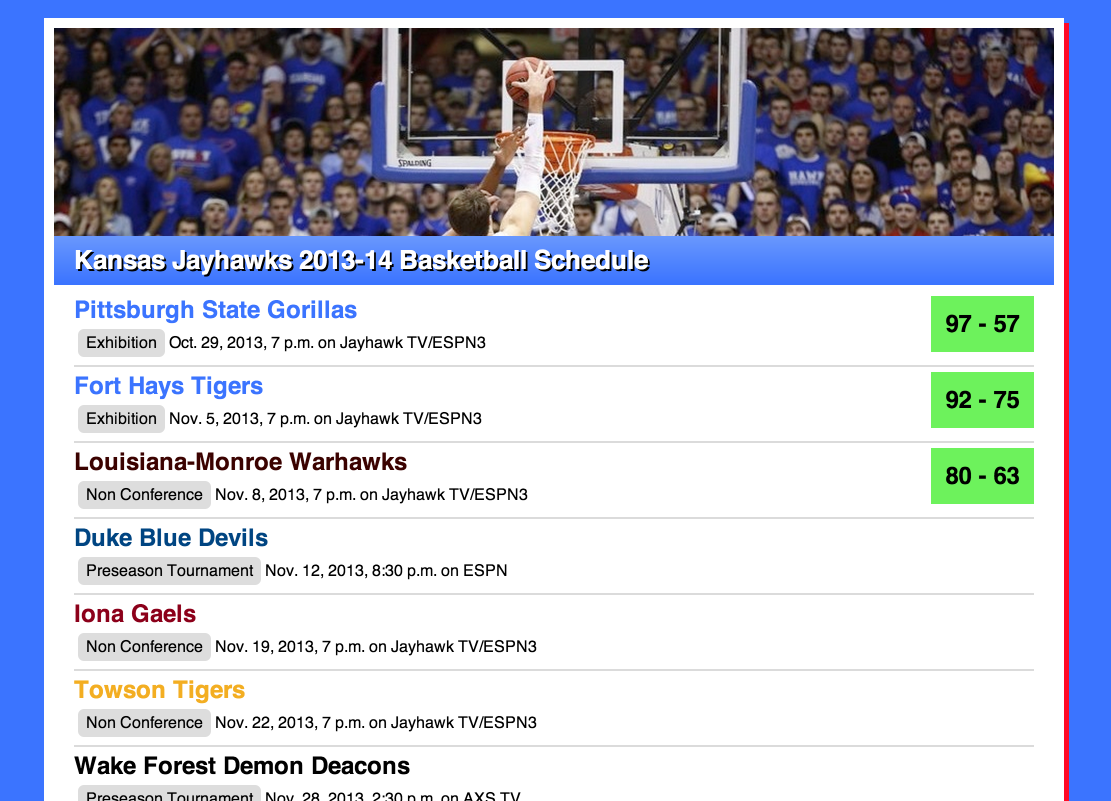 KANSAS
SPALDING
HAWK
Kansas Jayhawks 2013-14 Basketball Schedule
Pittsburgh State Gorillas
97 - 57
Exhibition Oct. 29, 2013, 7 p.m. on Jayhawk TV/ESPN3
Fort Hays Tigers
92 - 75
Exhibition Nov. 5, 2013, 7 p.m. on Jayhawk TV/ESPN3
Louisiana-Monroe Warhawks
80 - 63
Non Conference Nov. 8, 2013, 7 p.m. on Jayhawk TV/ESPN3
Duke Blue Devils
Preseason Tournament Nov. 12, 2013, 8:30 p.m. on ESPN
Iona Gaels
Non Conference Nov. 19, 2013, 7 p.m. on Jayhawk TV/ESPN3
Towson Tigers
Non Conference Nov. 22, 2013, 7 p.m. on Jayhawk TV/ESPN3
Wake Forest Demon Deacons
Preseason Tournament Nov. 28, 2013, 2:30 p.m. on AXS TV